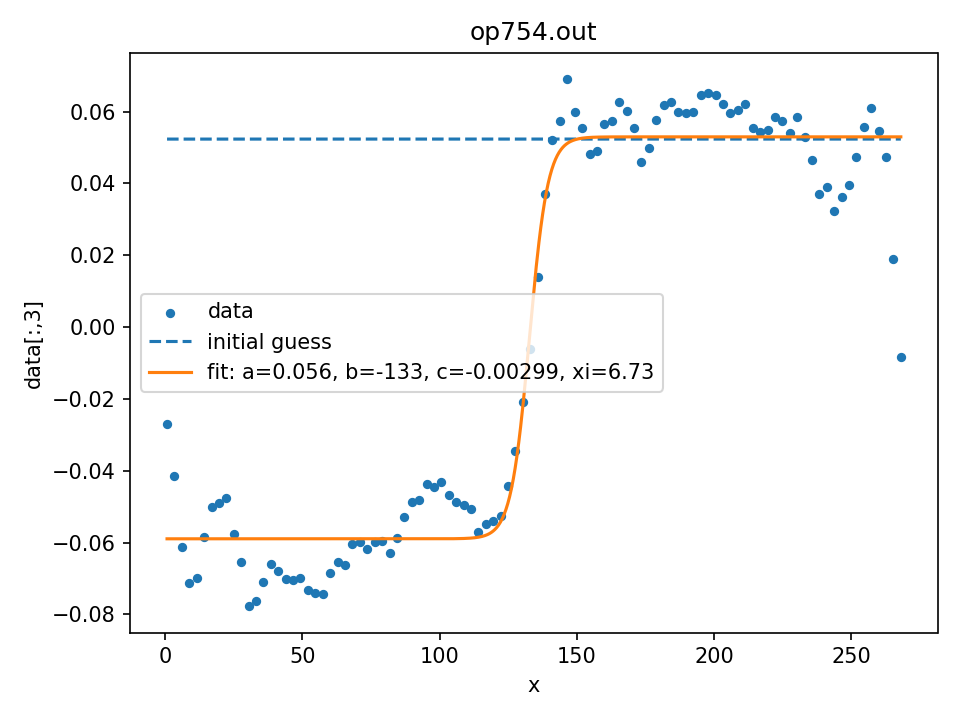 op754.out
0.06
0.04
0.02
0.00
−0.02
−0.04
−0.06
−0.08
data[:,3]
data
initial guess
fit: a=0.056, b=-133, c=-0.00299, xi=6.73
0 50 100 150 200 250
x